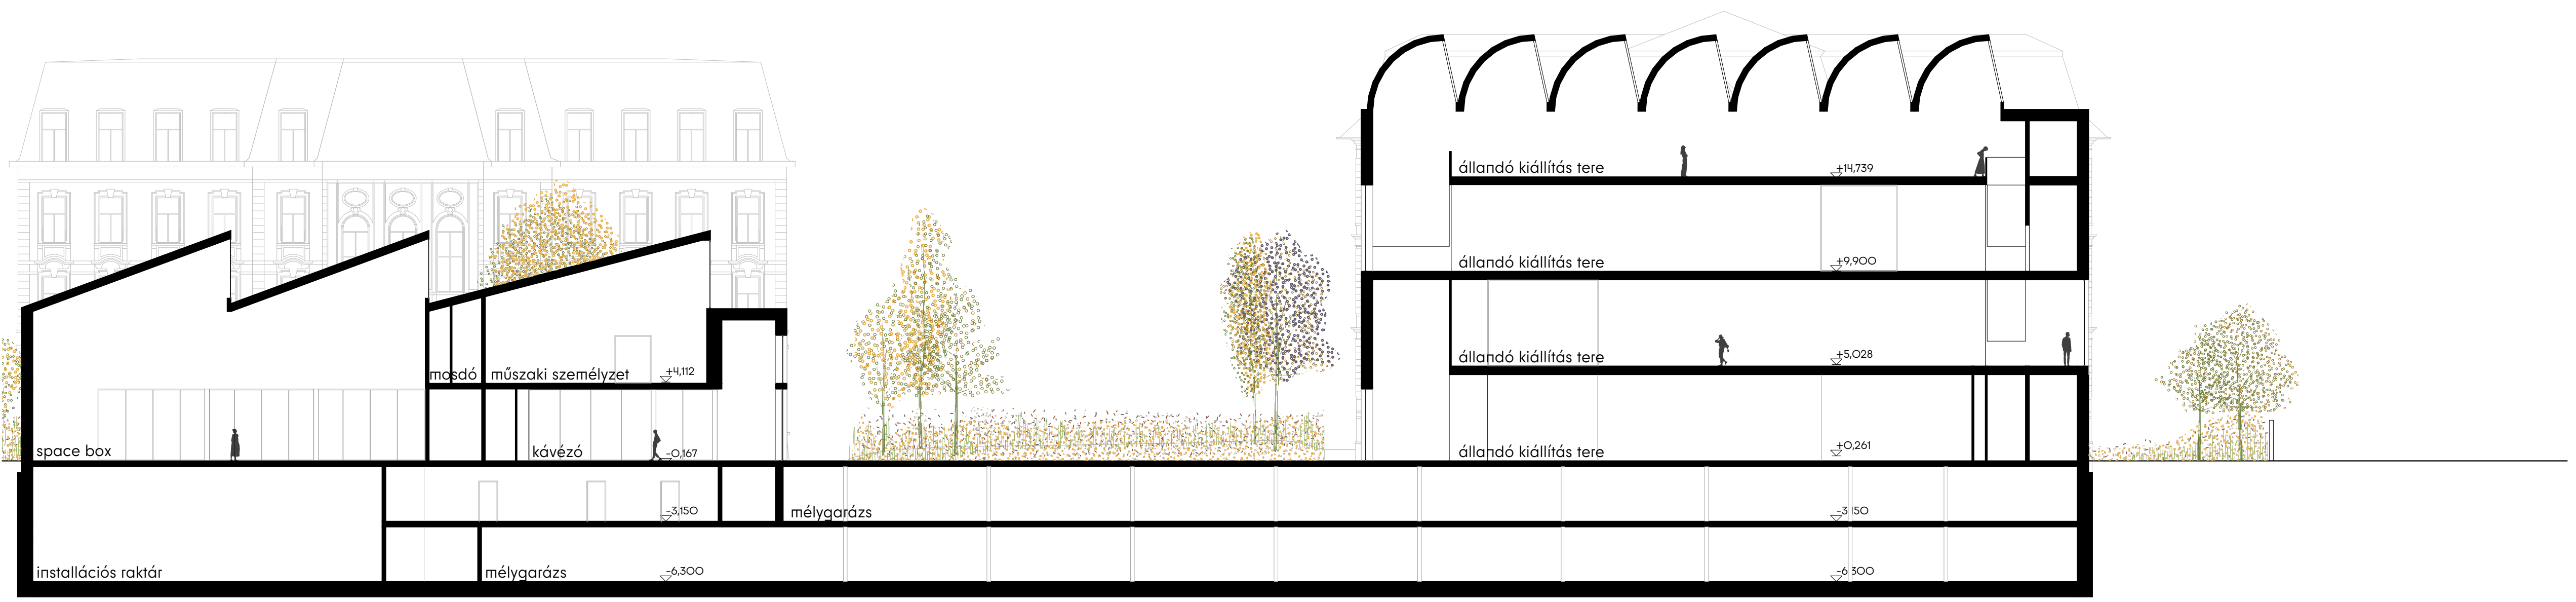 állandó kiállítás tere +14,739
állandó kiállítás tere +9,900
állandó kiállítás tere +5,028
mosdó műszaki személyzet +4,112
space box kávézó -0,167 állandó kiállítás tere +0,261
-3,150 mélygarázs
installációs raktár mélygarázs -6,300 -6,300